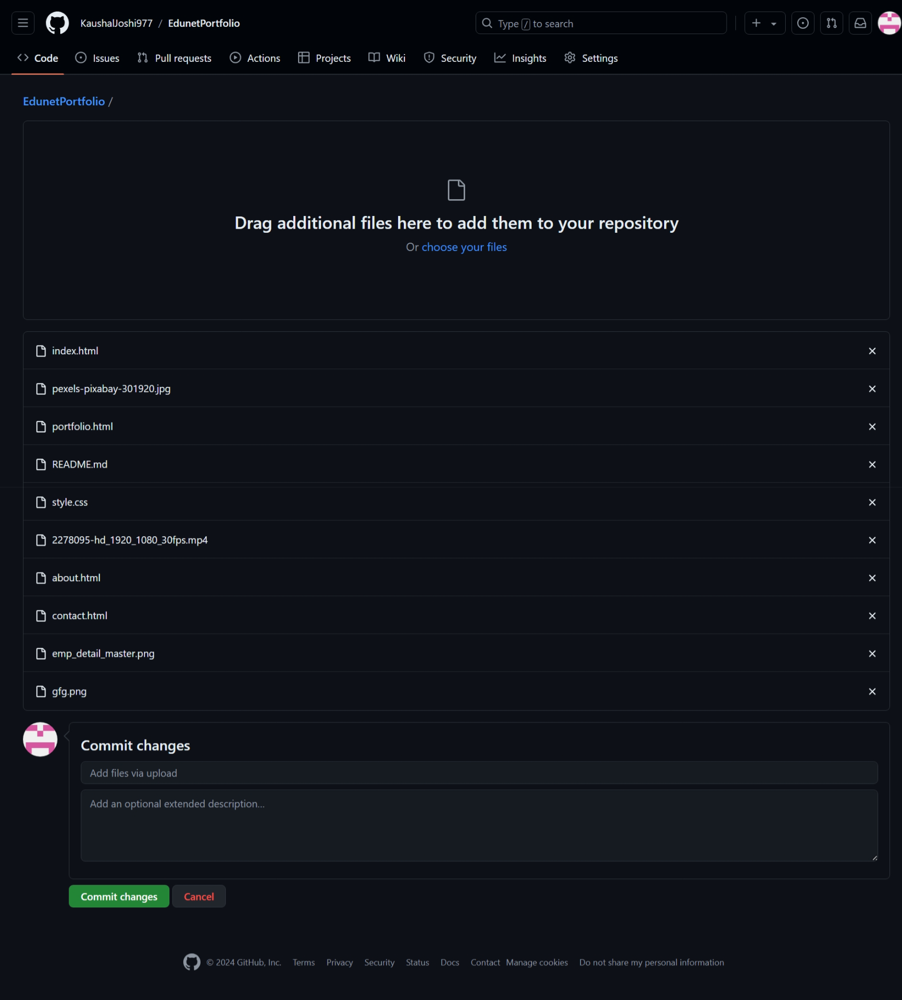 KaushalJoshi977 / EdunetPortfolio
Type / to search
Code Issues Pull requests Actions Projects Wiki Security Insights Settings
EdunetPortfolio /
Drag additional files here to add them to your repository
Or choose your files
index.html
pexels-pixabay-301920.jpg
portfolio.html
README.md
style.css
2278095-hd_1920_1080_30fps.mp4
about.html
contact.html
emp_detail_master.png
gfg.png
Commit changes
Add files via upload
Add an optional extended description...
Commit changes Cancel
© 2024 GitHub, Inc. Terms Privacy Security Status Docs Contact Manage cookies Do not share my personal information